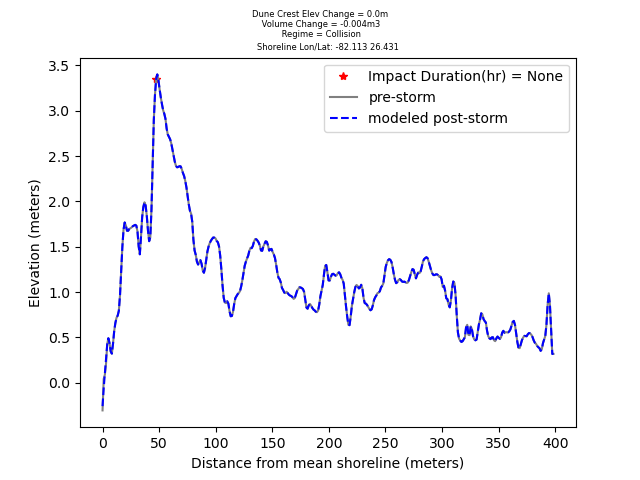 Dune Crest Elev Change = 0.0m
Volume Change = -0.004m3
Regime = Collision
Shoreline Lon/Lat: -82.113 26.431
Impact Duration(hr) = None
pre-storm
modeled post-storm
3.5
3.0
2.5
2.0
1.5
1.0
0.5
0.0
Elevation (meters)
0 50 100 150 200 250 300 350 400
Distance from mean shoreline (meters)